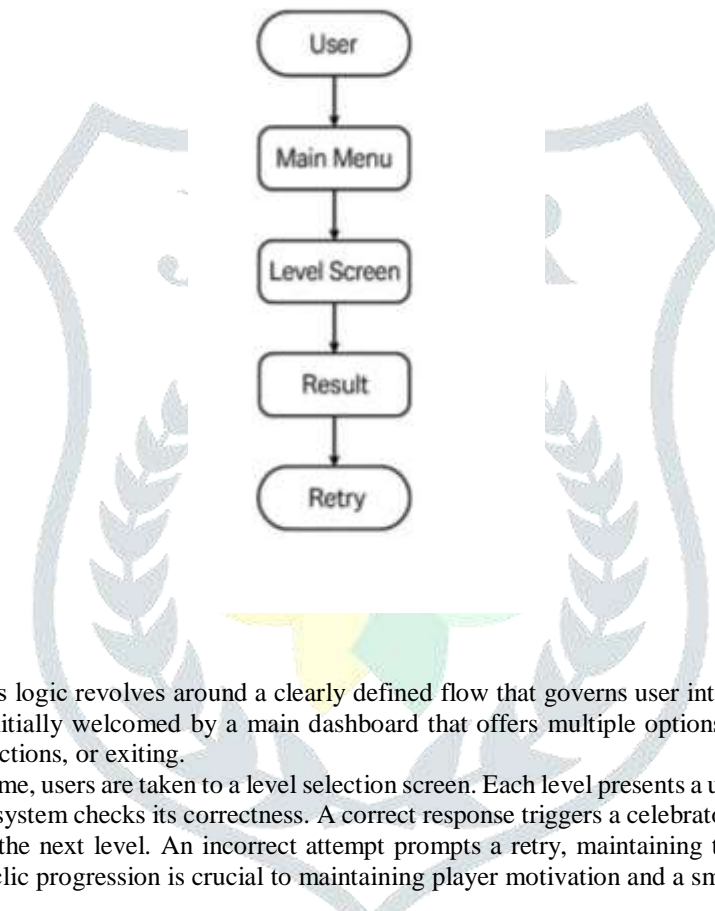 User
Main Menu
Level Screen
Result
Retry
s logic revolves around a clearly defined flow that governs user int
itially welcomed by a main dashboard that offers multiple options
ctions, or exiting.
me, users are taken to a level selection screen. Each level presents a u
system checks its correctness. A correct response triggers a celebrato
the next level. An incorrect attempt prompts a retry, maintaining t
clic progression is crucial to maintaining player motivation and a sm